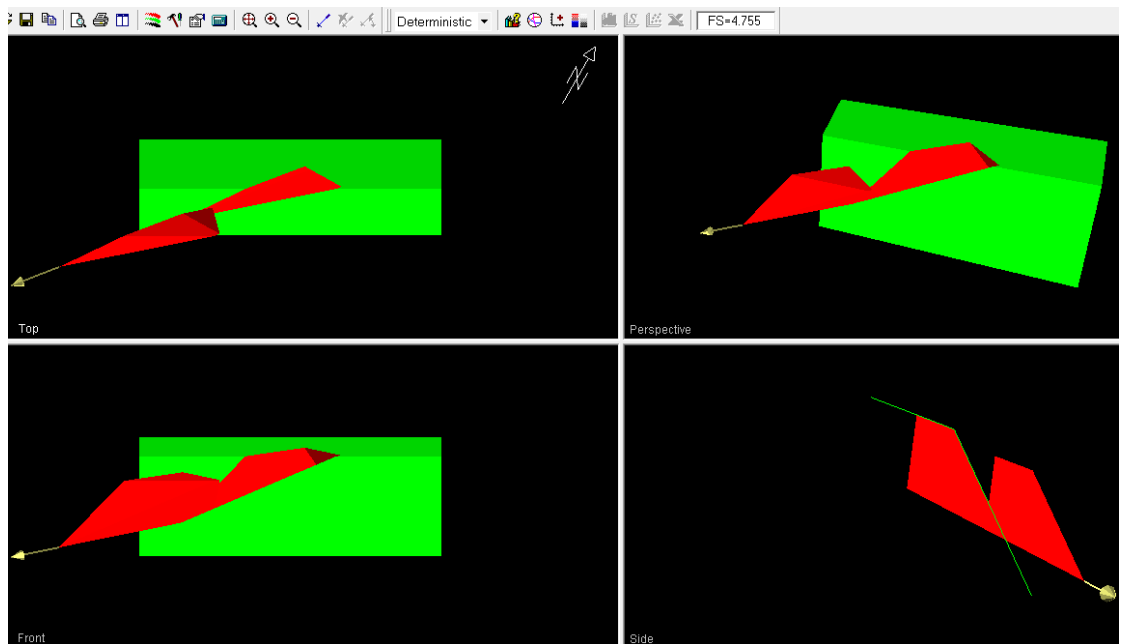 Deterministic
FS=4.755
N
Top
Perspective
Front
Side